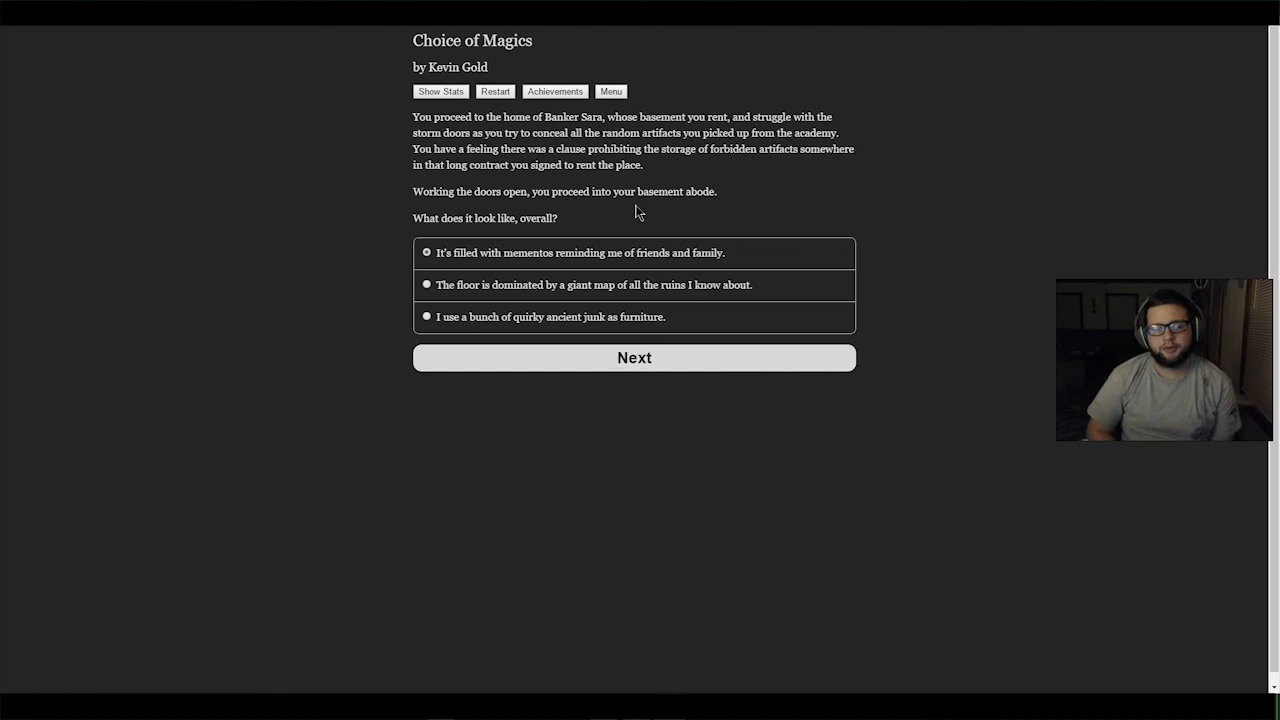 Choice of Magics
by Kevin Gold
Show Stats Restart Achievements Menu
You proceed to the home of Banker Sara, whose basement you rent, and struggle with the
storm doors as you try to conceal all the random artifacts you picked up from the academy.
You have a feeling there was a clause prohibiting the storage of forbidden artifacts somewhere
in that long contract you signed to rent the place.
Working the doors open, you proceed into your basement abode.
What does it look like, overall?
It's filled with mementos reminding me of friends and family.
The floor is dominated by a giant map of all the ruins I know about.
I use a bunch of quirky ancient junk as furniture.
Next